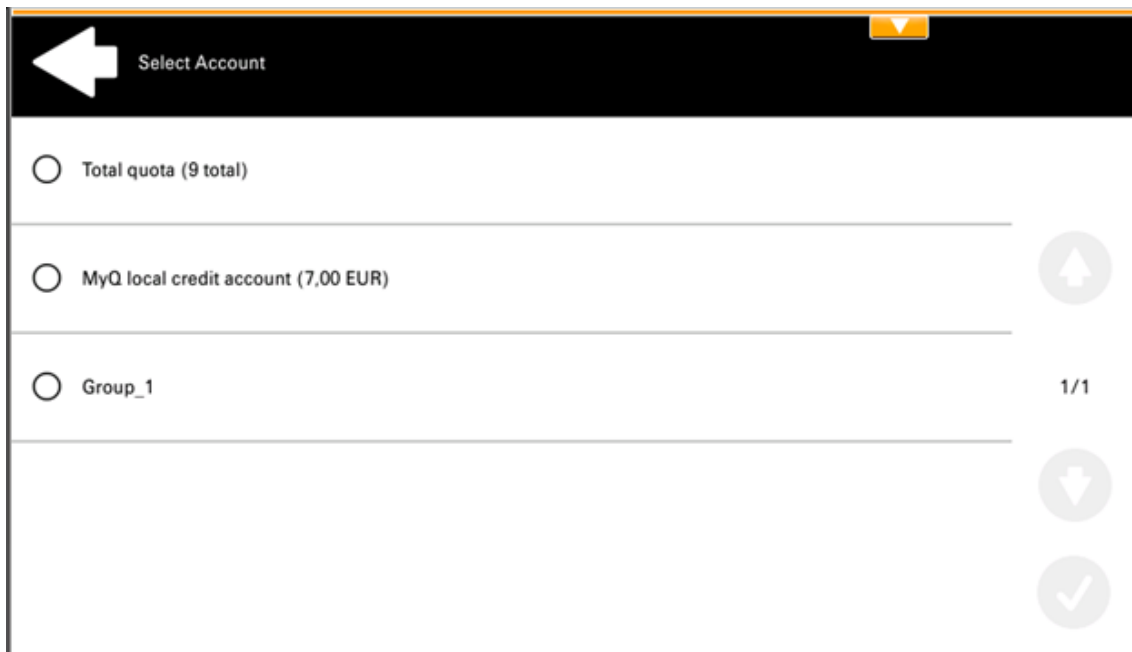 Select Account
Total quota (9 total)
MyQ local credit account (7,00 EUR)
Group_1
1/1